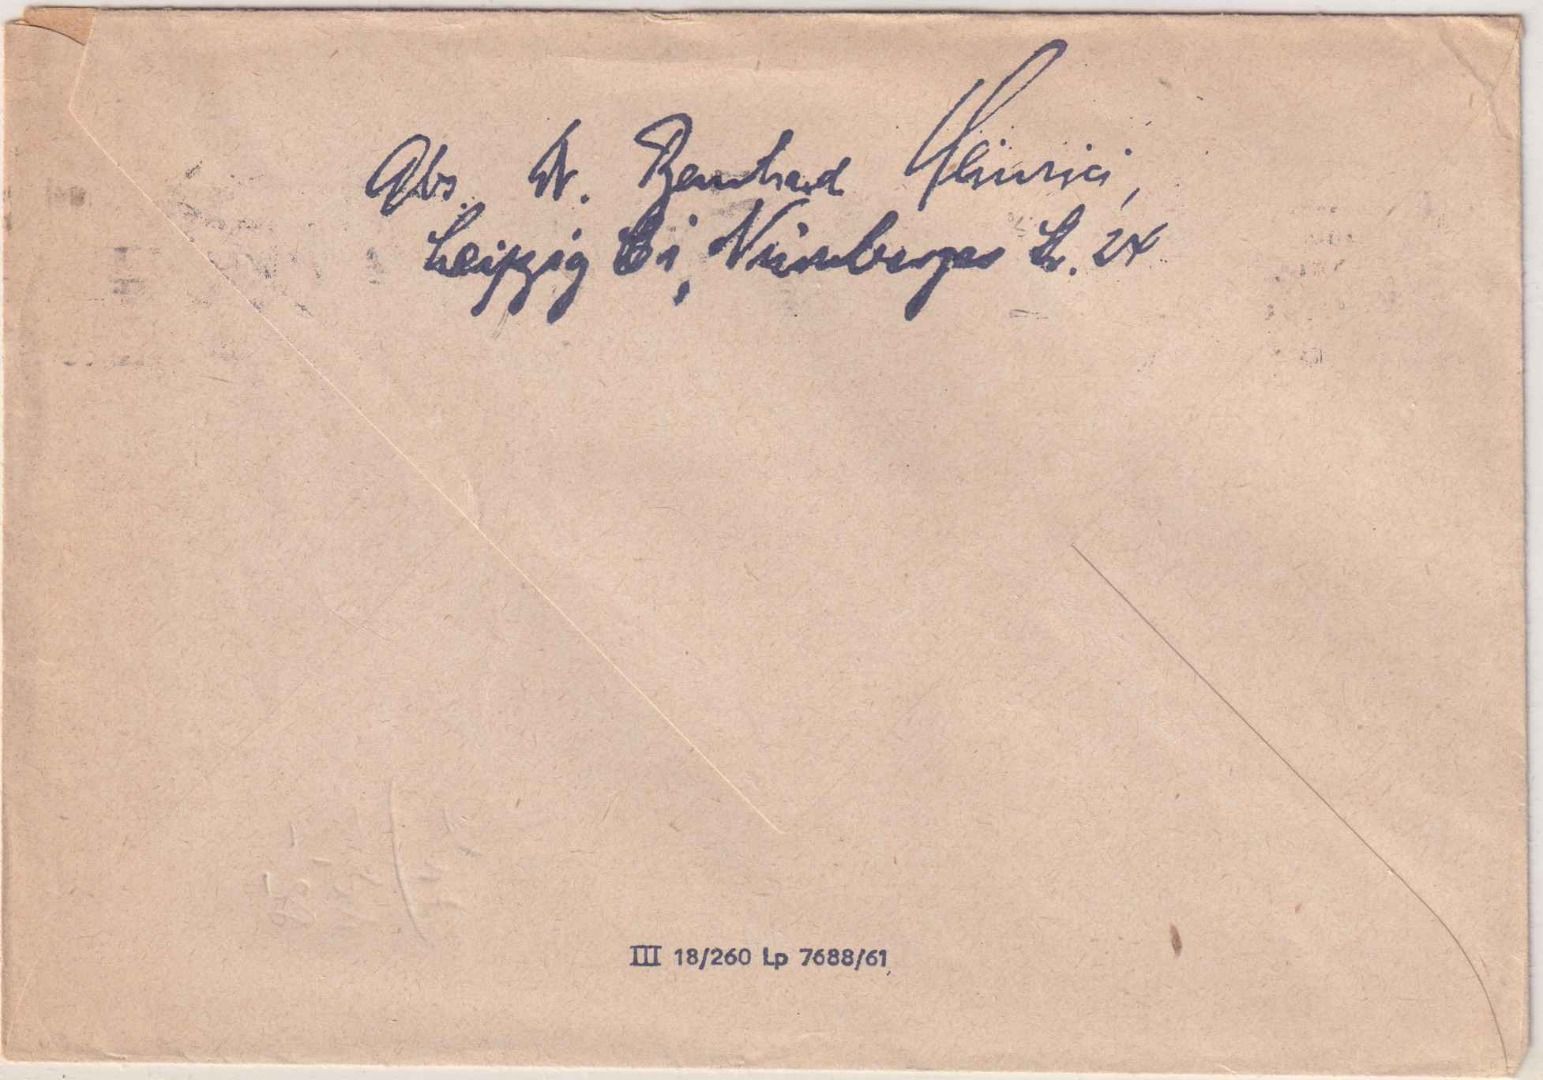 Abs. Dr. Bernhard Heinrici,
Leipzig C1, Nürnberger Str. 24
III 18/260 Lp 7688/61